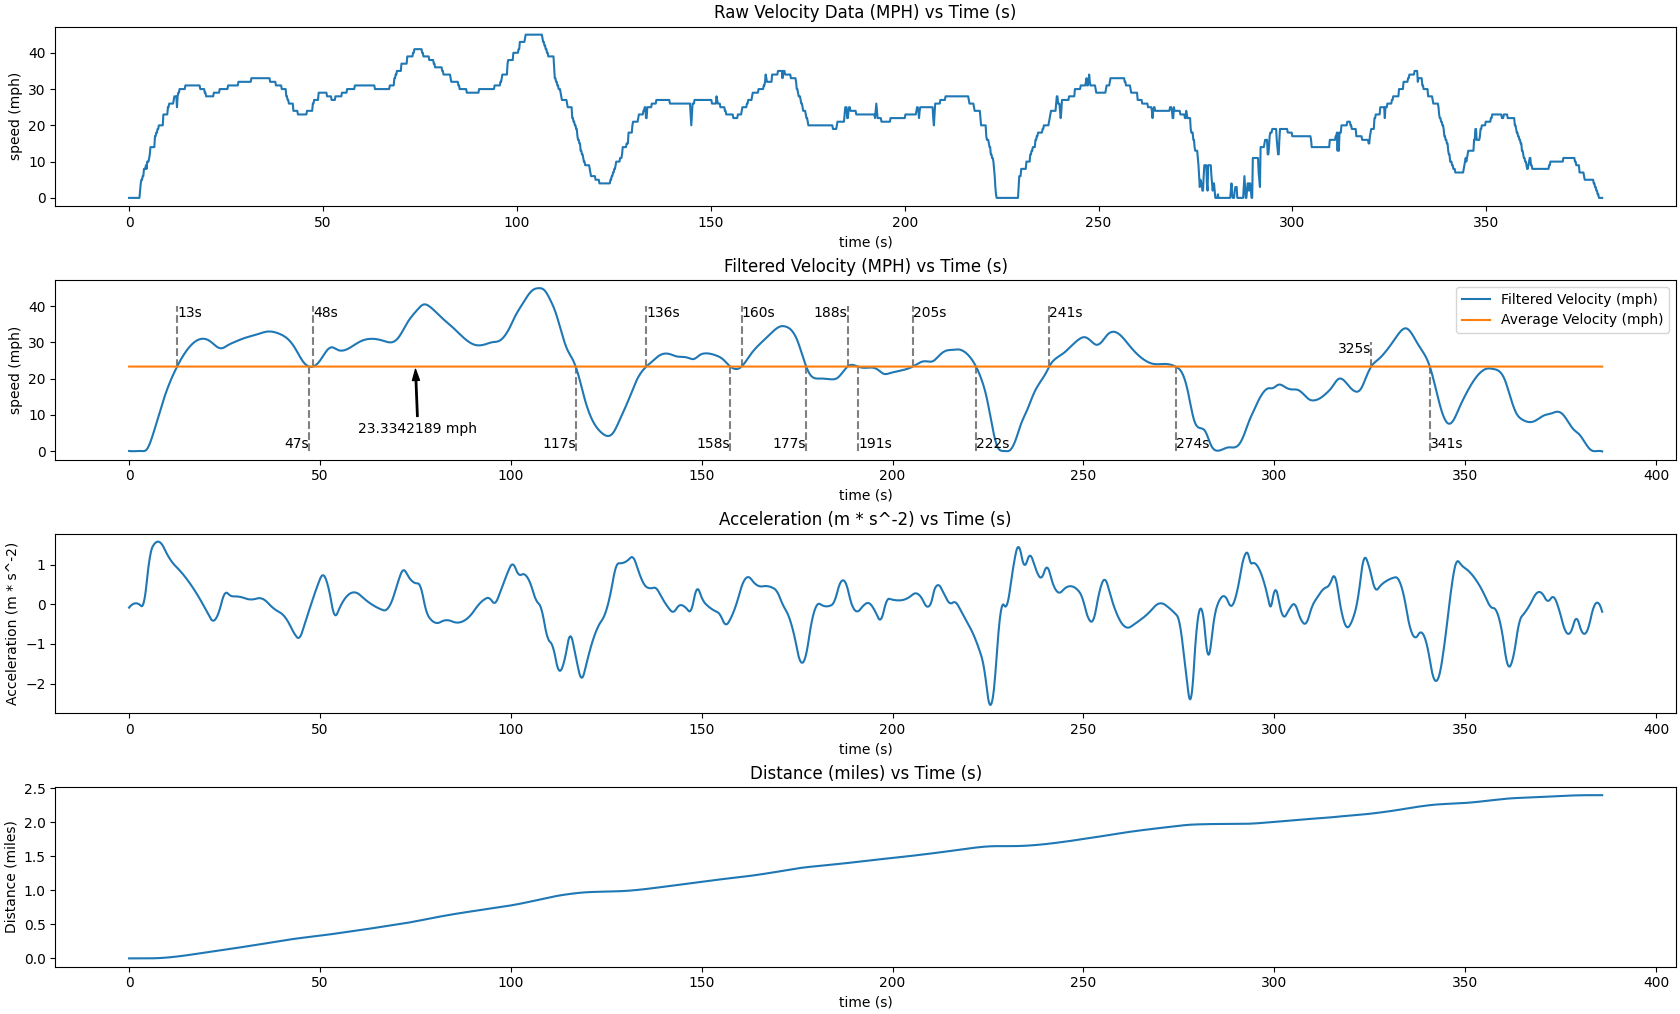 Raw Velocity Data (MPH) vs Time (s)
speed (mph)
40
30
20
10
0
0 50 100 150 200 250 300 350
time (s)
Filtered Velocity (MPH) vs Time (s)
speed (mph)
40
30
20
10
0
13s 48s 136s 160s 188s 205s 241s
325s
Filtered Velocity (mph)
Average Velocity (mph)
23.3342189 mph
47s 117s 158s 177s 191s 222s 274s 341s
0 50 100 150 200 250 300 350 400
time (s)
Acceleration (m * s^-2) vs Time (s)
Acceleration (m * s^-2)
1
0
−1
−2
0 50 100 150 200 250 300 350 400
time (s)
Distance (miles) vs Time (s)
Distance (miles)
2.5
2.0
1.5
1.0
0.5
0.0
0 50 100 150 200 250 300 350 400
time (s)